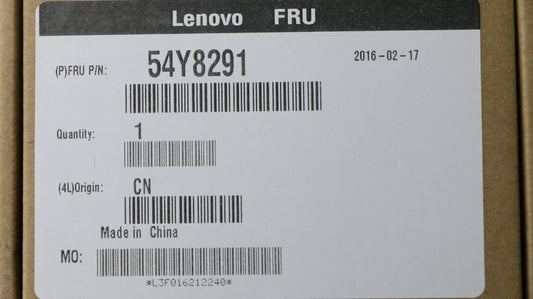 Lenovo FRU
(P)FRU P/N: 54Y8291 2016-02-17
Quantity: 1
(4L)Origin: CN
Made in China
MO:
*L3F016212240*